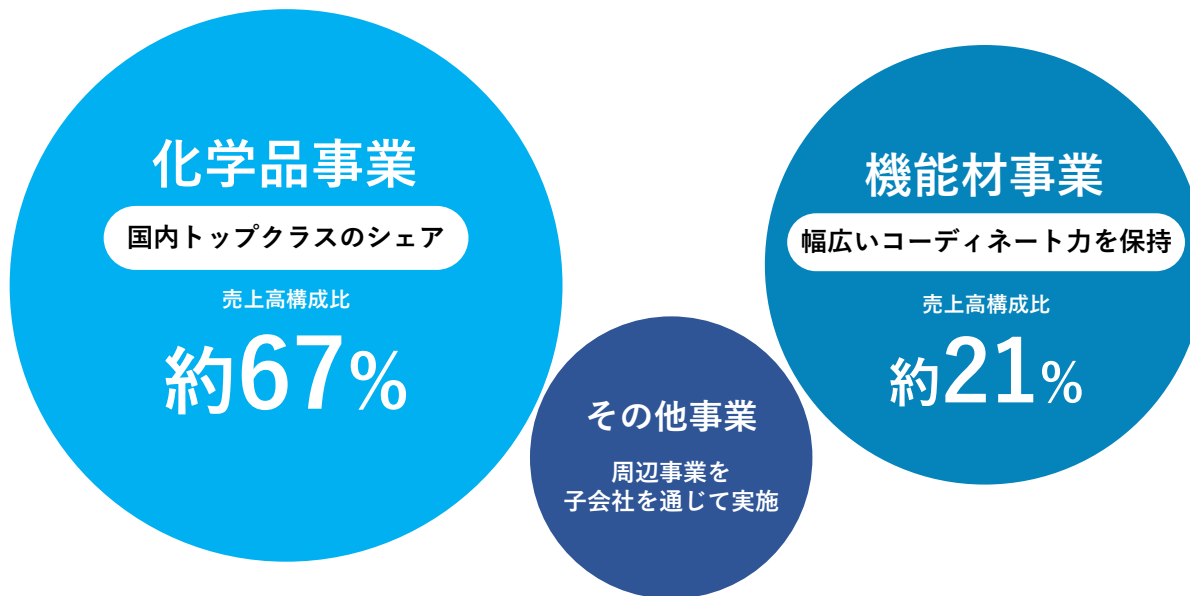 化学品事業
国内トップクラスのシェア
売上高構成比
約67%
機能材事業
幅広いコーディネート力を保持
売上高構成比
約21%
その他事業
周辺事業を
子会社を通じて実施